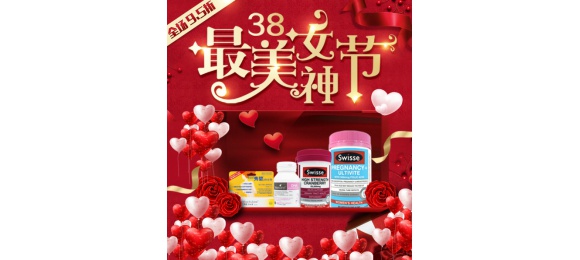 全场9.5折
38
最美女神节
Swisse
HIGH STRENGTH
CRANBERRY
Swisse
PREGNANCY+
ULTIVITE